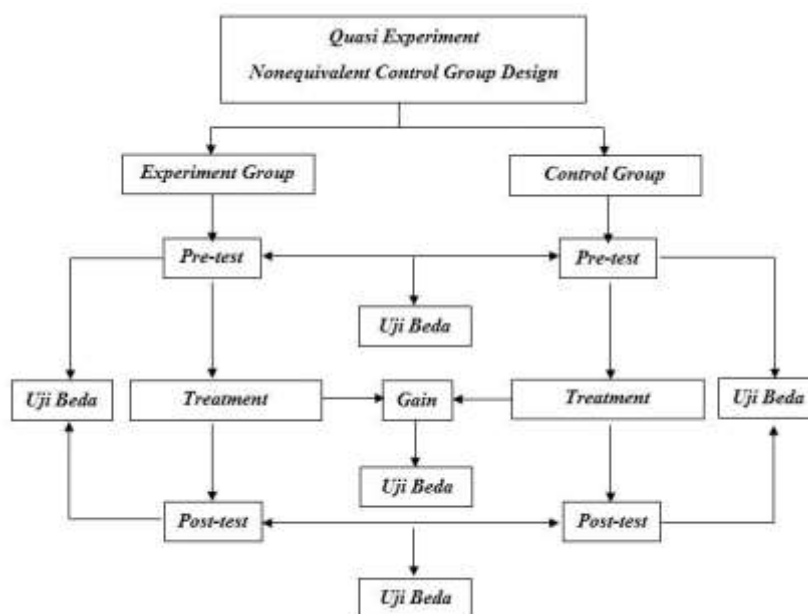 Quasi Experiment
Nonequivalent Control Group Design
Experiment Group
Control Group
Pre-test
Pre-test
Uji Beda
Uji Beda
Treatment
Gain
Treatment
Uji Beda
Uji Beda
Post-test
Post-test
Uji Beda